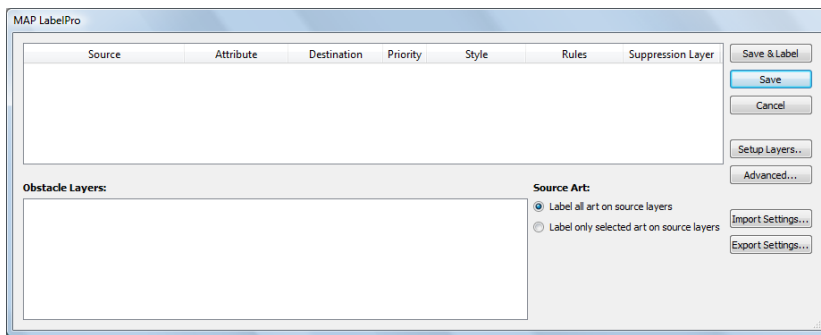 MAP LabelPro
Source Attribute Destination Priority Style Rules Suppression Layer
Save & Label
Save
Cancel
Setup Layers..
Advanced...
Obstacle Layers:
Source Art:
Label all art on source layers
Label only selected art on source layers
Import Settings...
Export Settings...